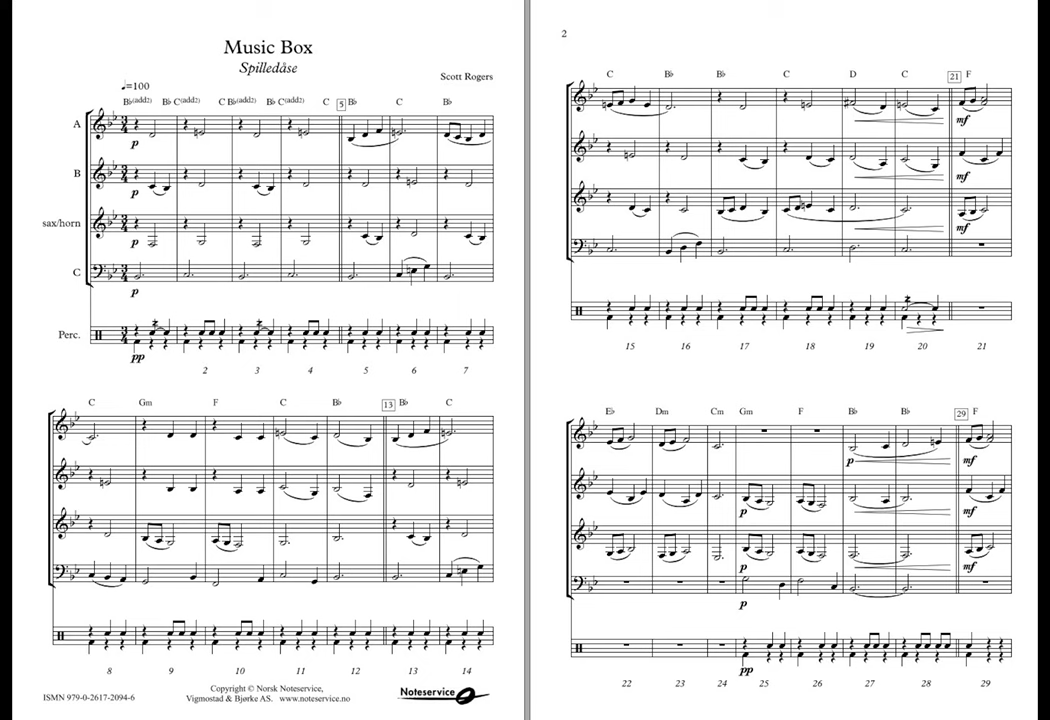 Music Box
Spilledåse
Scott Rogers
♩=100
B♭(add2) B♭ C(add2) C B♭(add2) B♭ C(add2) C 5 B♭ C B♭
A
p
B
p
sax/horn
p
C
p
Perc.
pp
2 3 4 5 6 7
C Gm F C B♭ 13 B♭ C
8 9 10 11 12 13 14
ISMN 979-0-2617-2094-6
Copyright © Norsk Noteservice,
Vigmostad & Bjørke AS. www.noteservice.no
Noteservice
2
C B♭ B♭ C D C 21 F
mf
mf
mf
15 16 17 18 19 20 21
E♭ Dm Cm Gm F B♭ B♭ 29 F
p mf
p mf
p mf
p
pp
22 23 24 25 26 27 28 29